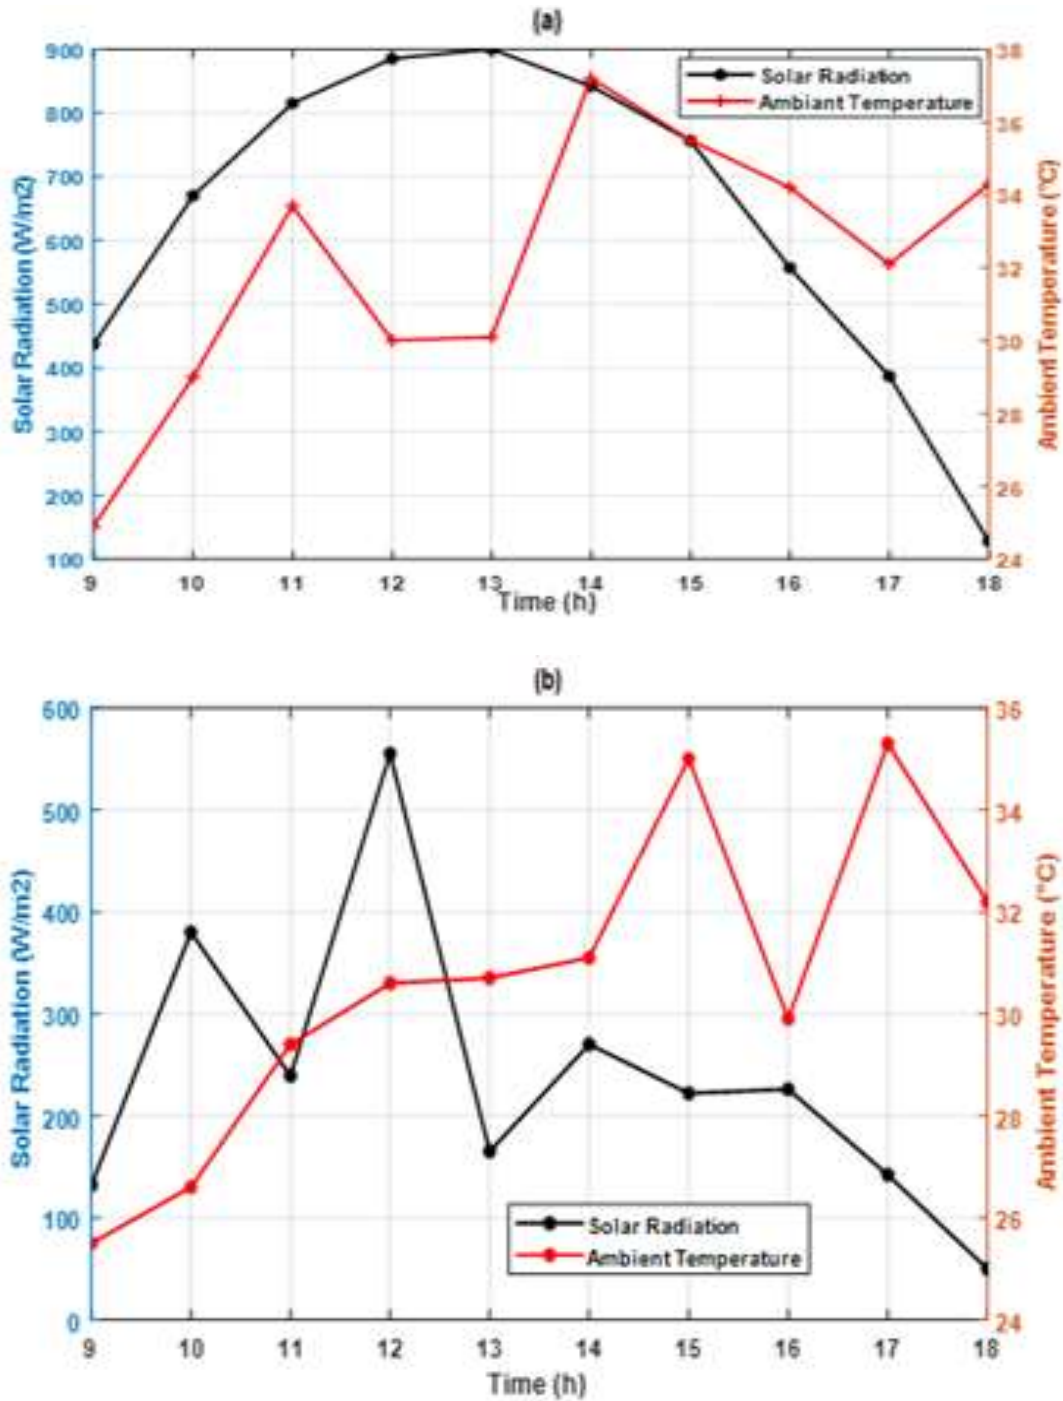 (a)
900
800
700
600
500
400
300
200
100
Solar Radiation (W/m2)
38
36
34
32
30
28
26
24
Ambient Temperature (°C)
Solar Radiation
Ambiant Temperature
9 10 11 12 13 14 15 16 17 18
Time (h)
(b)
600
500
400
300
200
100
0
Solar Radiation (W/m2)
36
34
32
30
28
26
24
Ambient Temperature (°C)
Solar Radiation
Ambient Temperature
9 10 11 12 13 14 15 16 17 18
Time (h)